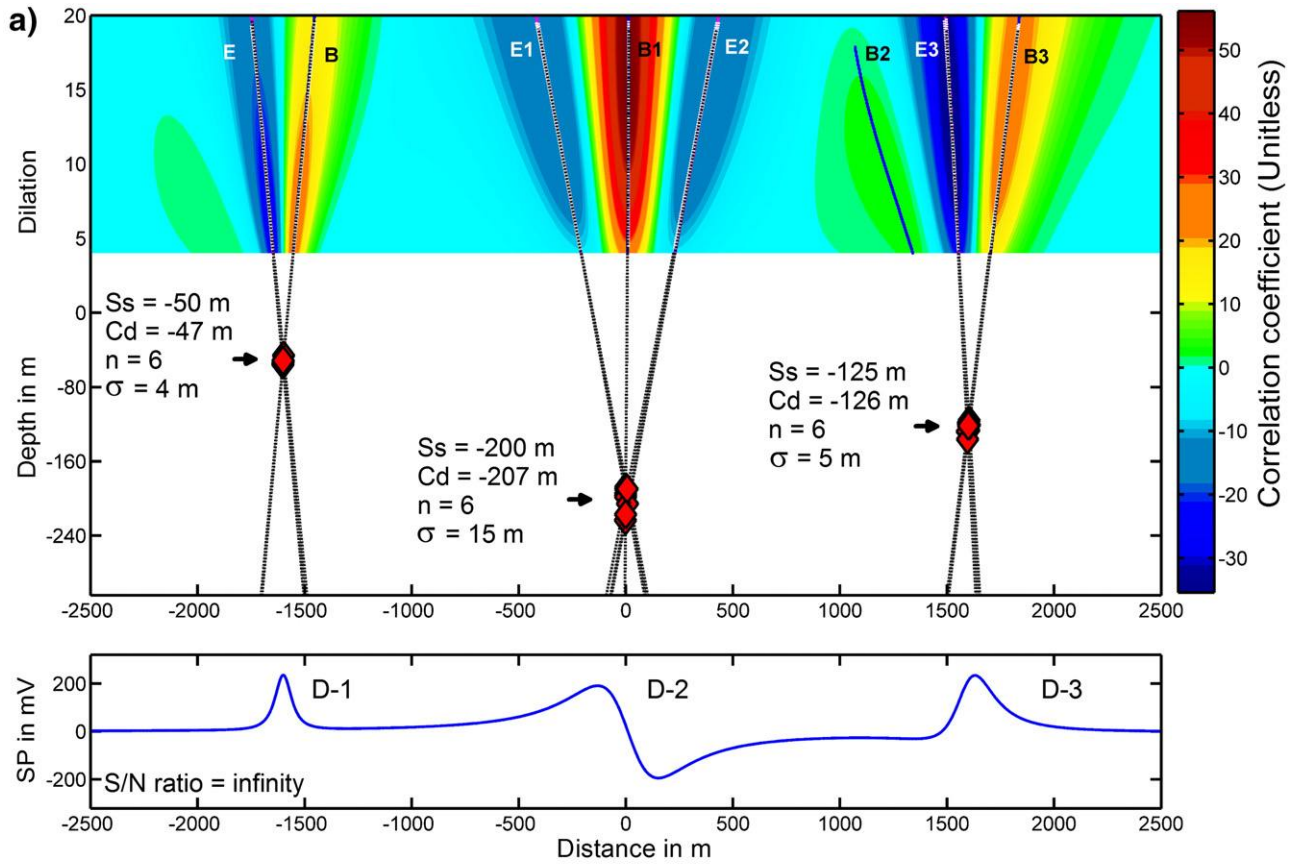 a)
20
15
10
5
Dilation
E
B
E1
B1
E2
B2
E3
B3
0
-80
-160
-240
Depth in m
Ss = -50 m
Cd = -47 m
n = 6
σ = 4 m
Ss = -200 m
Cd = -207 m
n = 6
σ = 15 m
Ss = -125 m
Cd = -126 m
n = 6
σ = 5 m
-2500 -2000 -1500 -1000 -500 0 500 1000 1500 2000 2500
50
40
30
20
10
0
-10
-20
-30
Correlation coefficient (Unitless)
200
0
-200
SP in mV
D-1
D-2
D-3
S/N ratio = infinity
-2500 -2000 -1500 -1000 -500 0 500 1000 1500 2000 2500
Distance in m